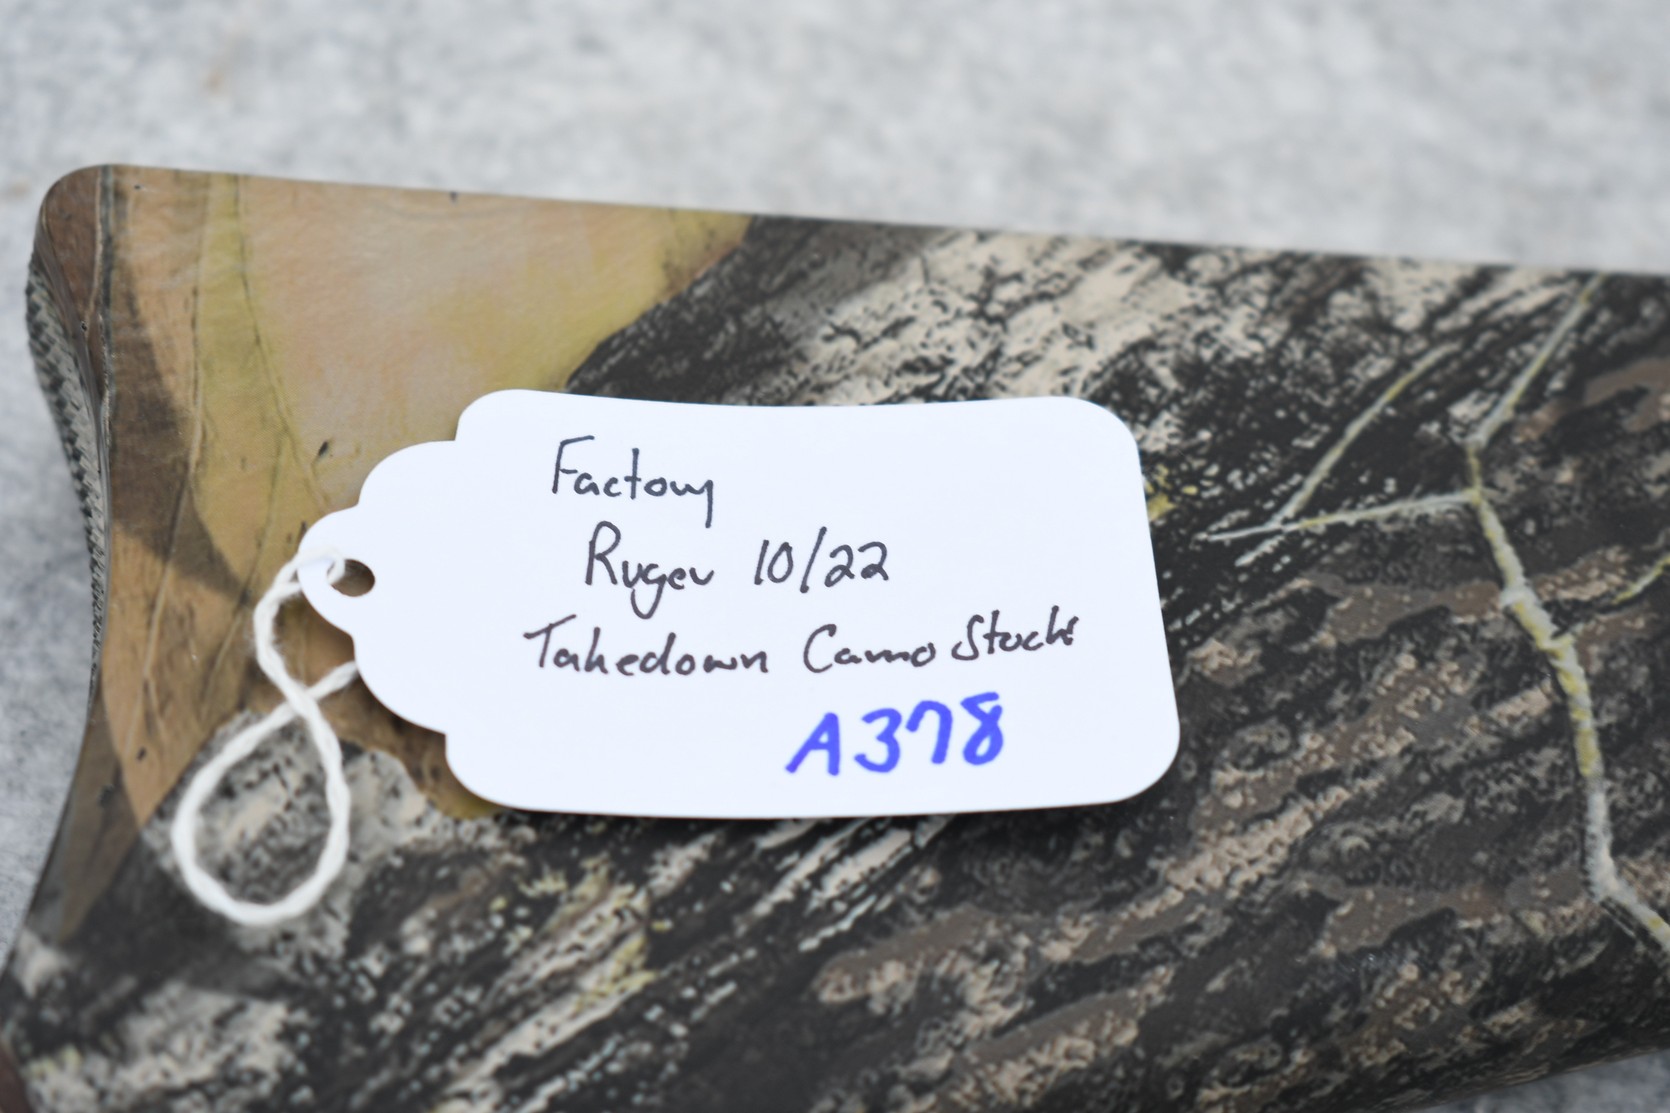 Factory
Ruger 10/22
Takedown Camo Stock
A378